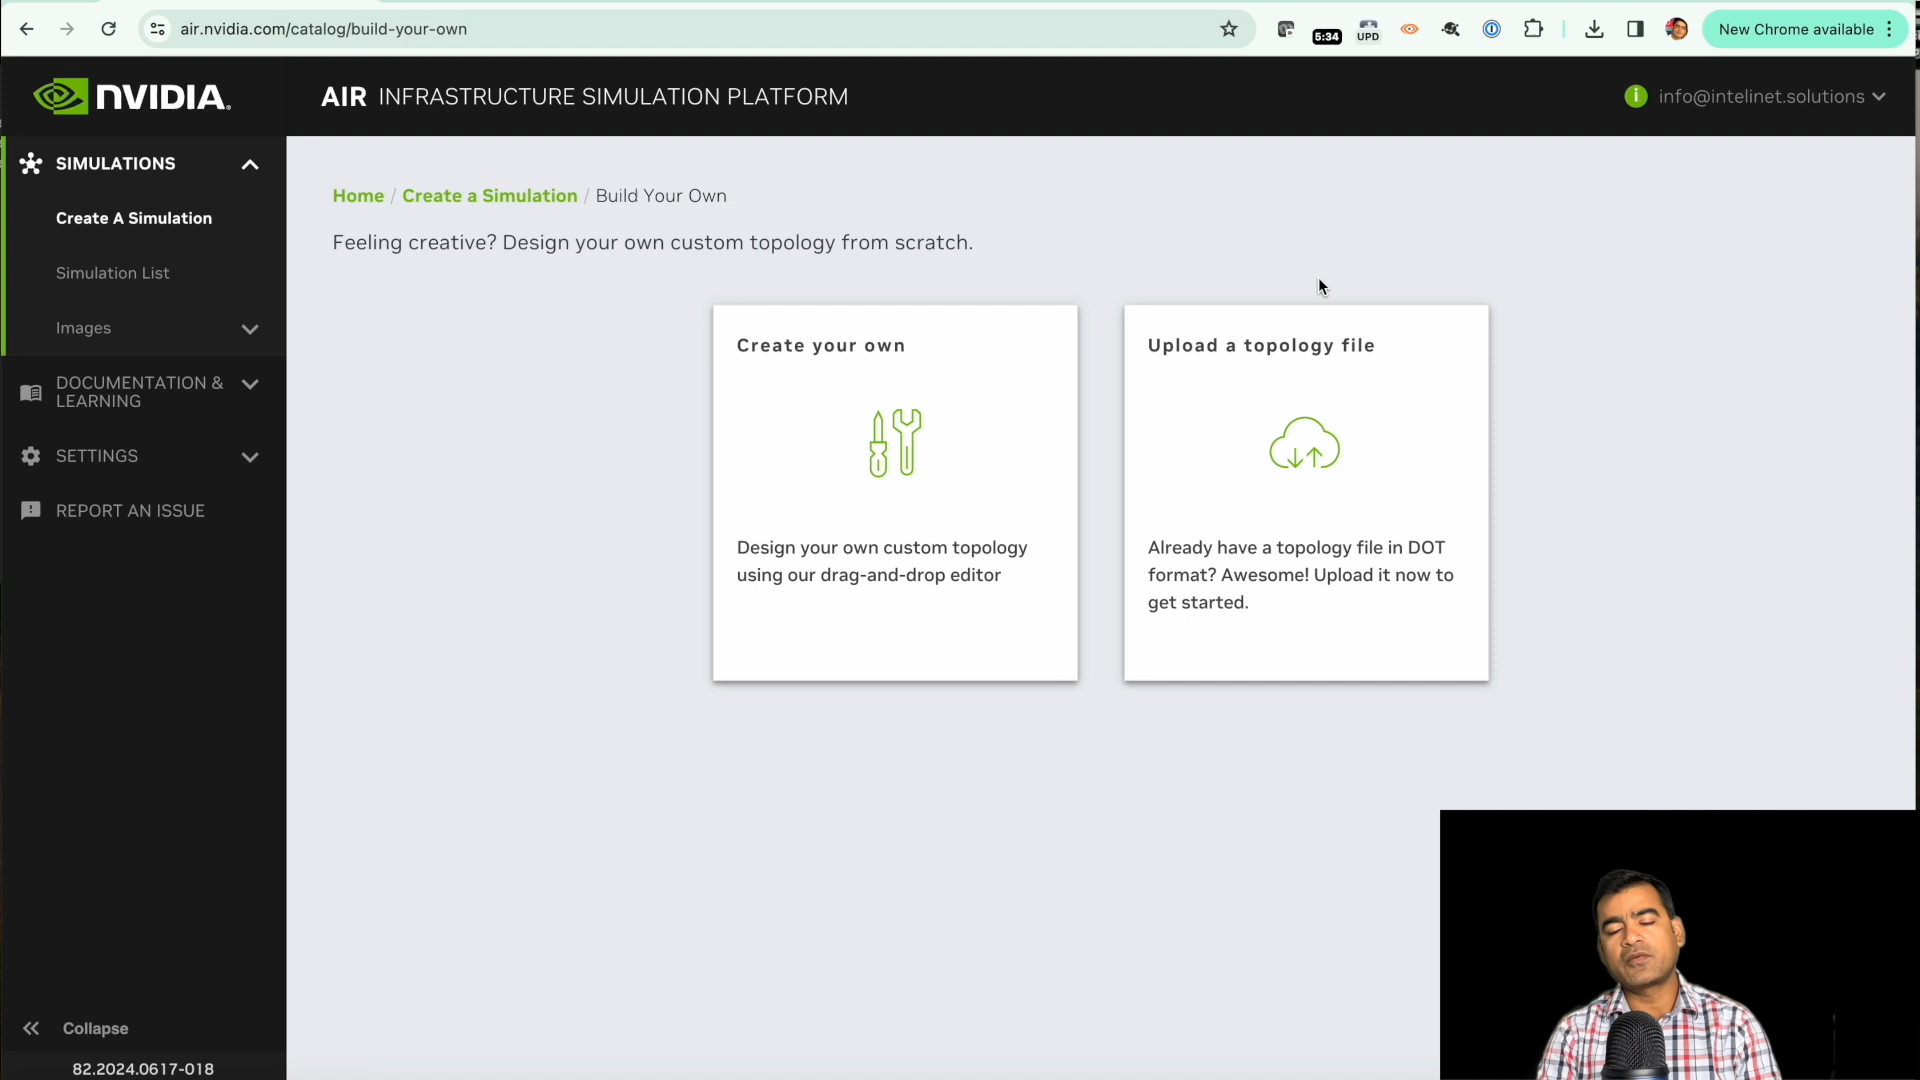 air.nvidia.com/catalog/build-your-own
5:34
UPD
New Chrome available
NVIDIA.
AIR INFRASTRUCTURE SIMULATION PLATFORM
info@intelinet.solutions
SIMULATIONS
Create A Simulation
Simulation List
Images
DOCUMENTATION &
LEARNING
SETTINGS
REPORT AN ISSUE
Collapse
82.2024.0617-018
Home / Create a Simulation / Build Your Own
Feeling creative? Design your own custom topology from scratch.
Create your own
Design your own custom topology
using our drag-and-drop editor
Upload a topology file
Already have a topology file in DOT
format? Awesome! Upload it now to
get started.